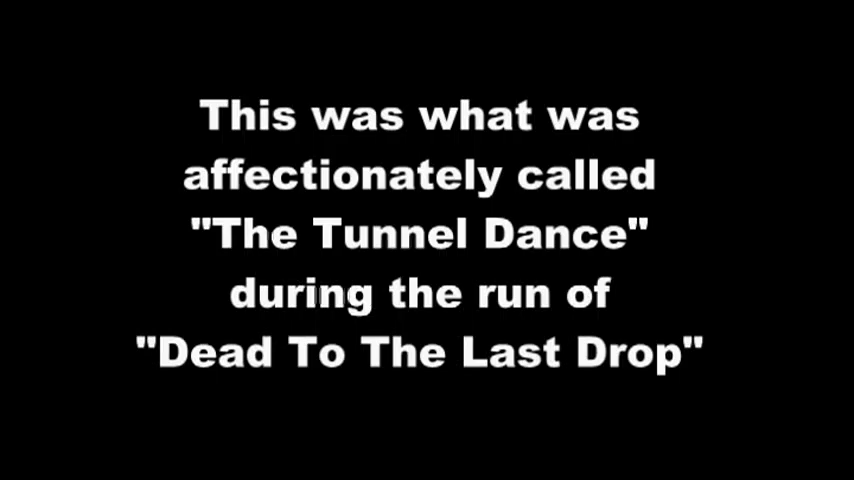 This was what was
affectionately called
"The Tunnel Dance"
during the run of
"Dead To The Last Drop"